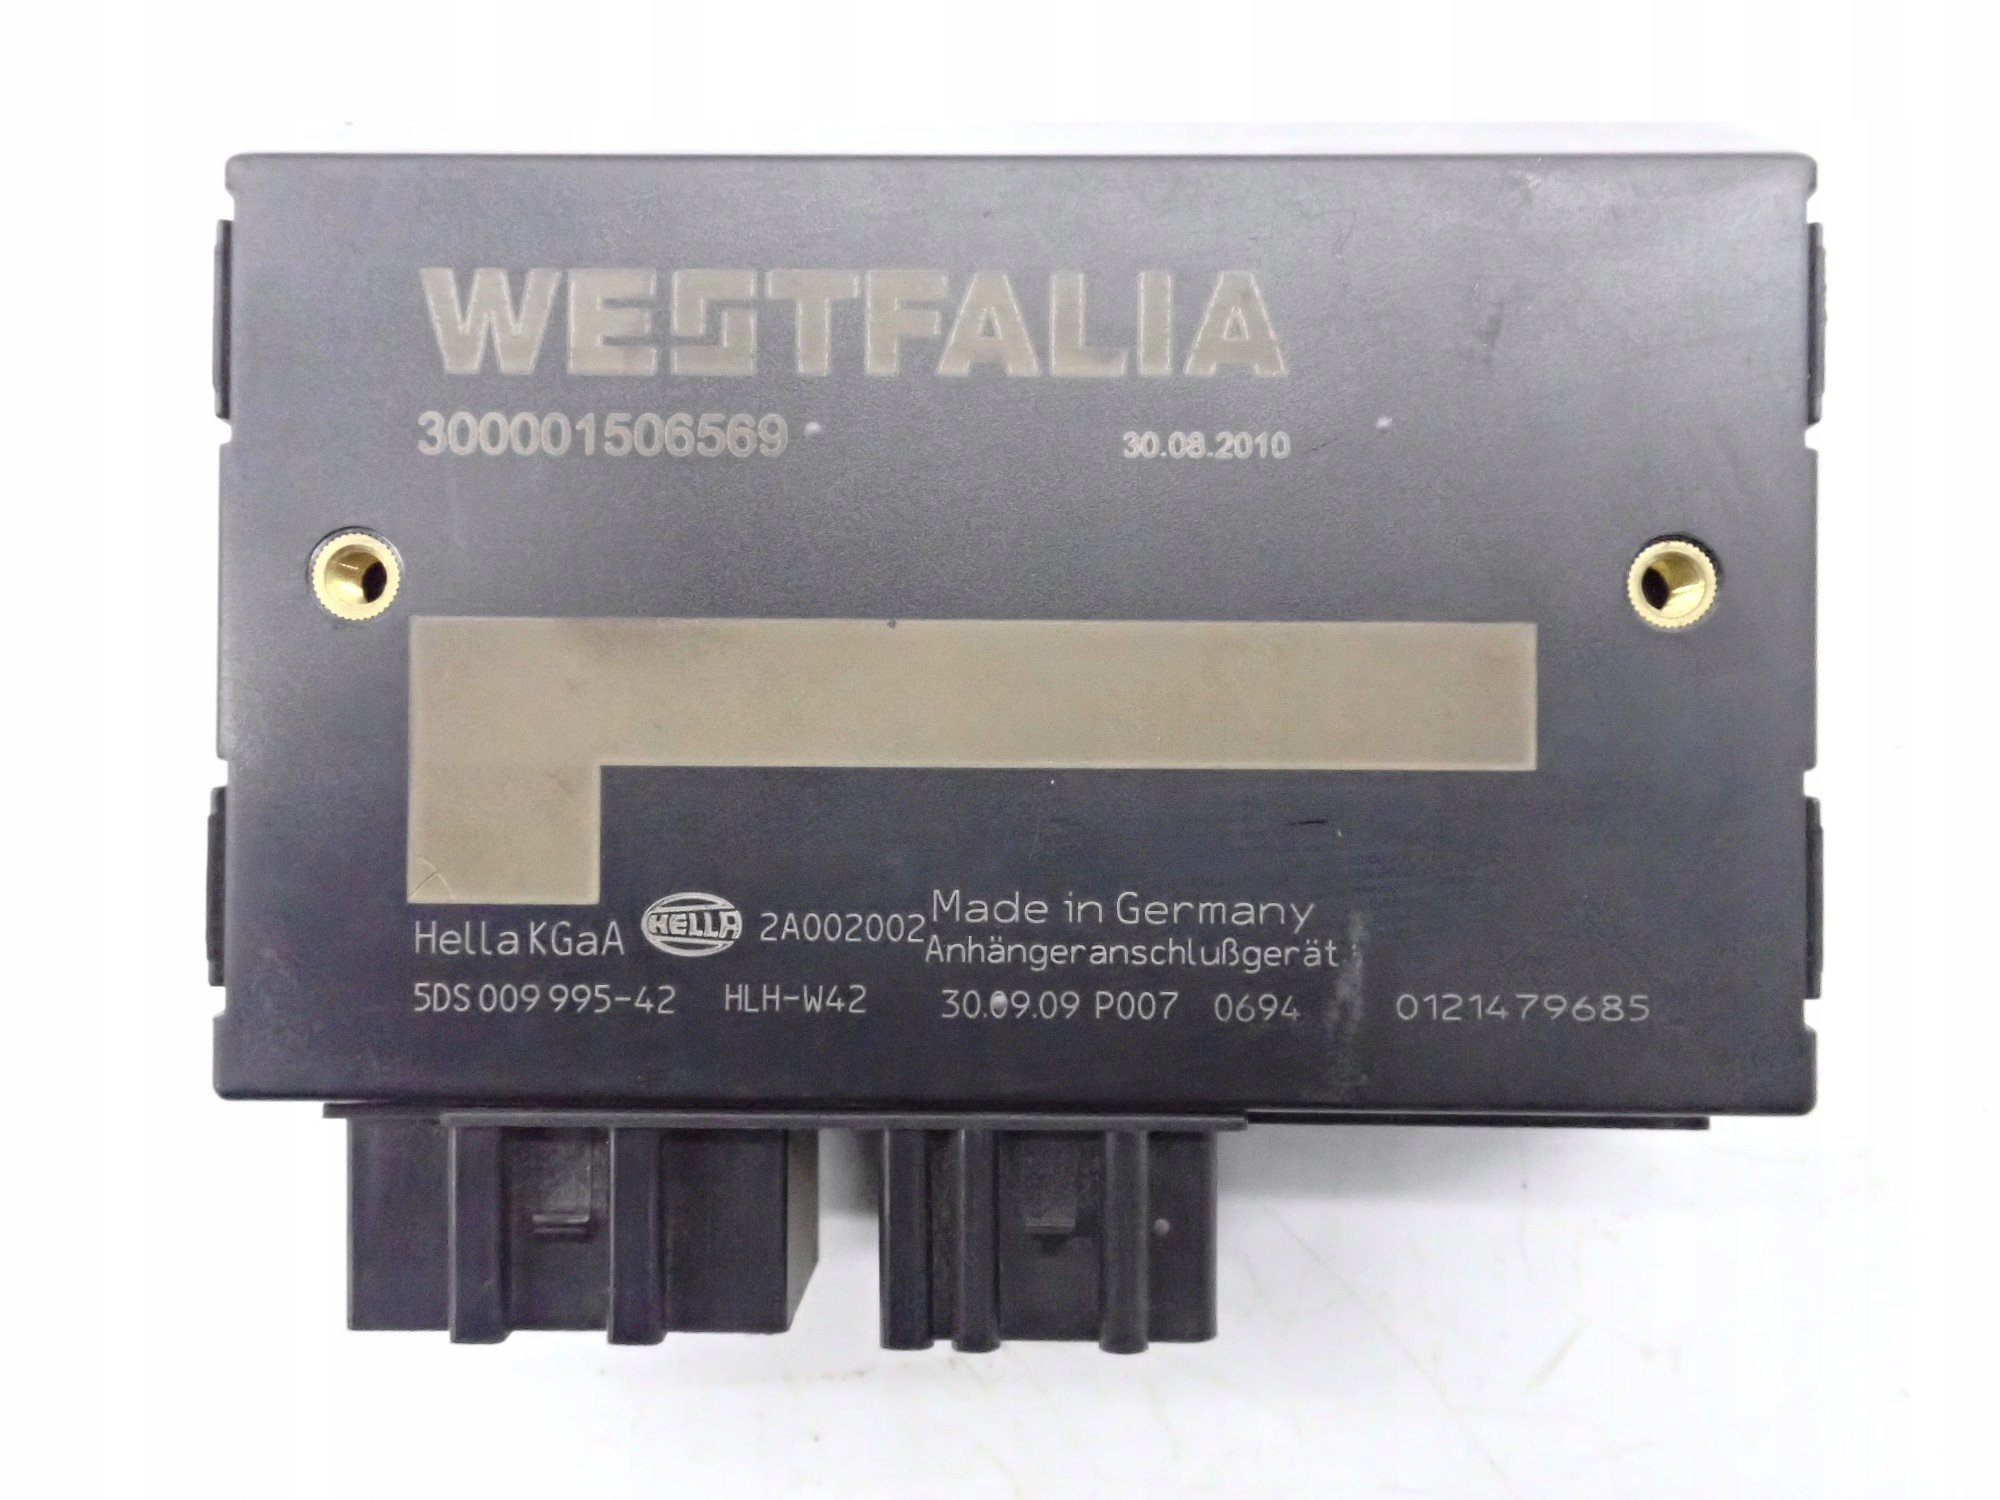 WESTFALIA
300001506569 30.08.2010
Hella KGaA HELLA 2A002002 Made in Germany
Anhängeranschlußgerät
5DS 009 995-42 HLH-W42 30.09.09 P007 0694 0121479685